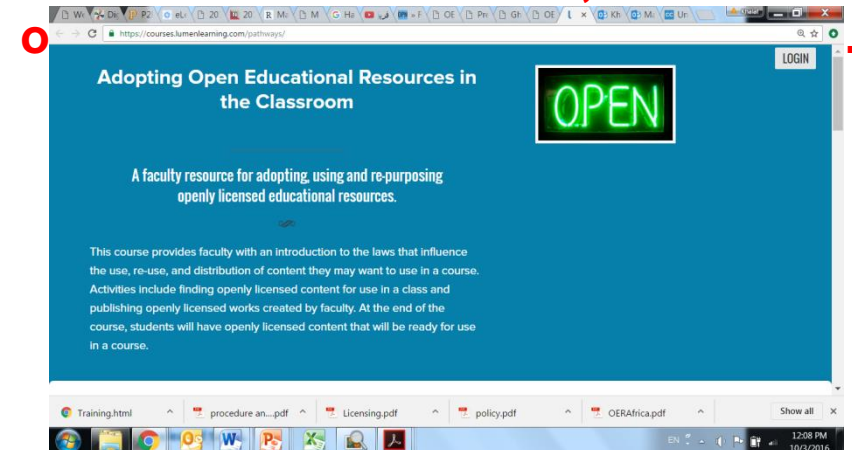 https://courses.lumenlearning.com/pathways/
LOGIN
Adopting Open Educational Resources in
the Classroom
OPEN
A faculty resource for adopting, using and re-purposing
openly licensed educational resources.
This course provides faculty with an introduction to the laws that influence
the use, re-use, and distribution of content they may want to use in a course.
Activities include finding openly licensed content for use in a class and
publishing openly licensed works created by faculty. At the end of the
course, students will have openly licensed content that will be ready for use
in a course.
Training.html procedure an....pdf Licensing.pdf policy.pdf OERAfrica.pdf Show all
EN 12:08 PM
10/3/2016